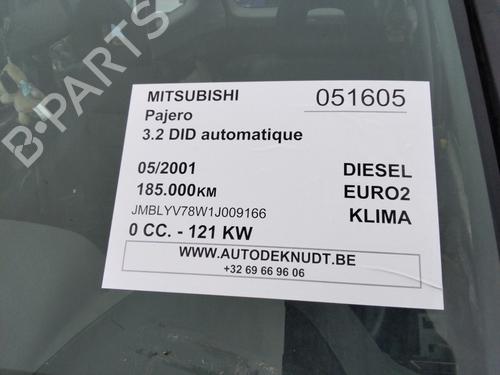 B-PARTS
MITSUBISHI 051605
Pajero
3.2 DID automatique
05/2001 DIESEL
185.000KM EURO2
JMBLYV78W1J009166 KLIMA
0 CC. - 121 KW
WWW.AUTODEKNUDT.BE
+32 69 66 96 06